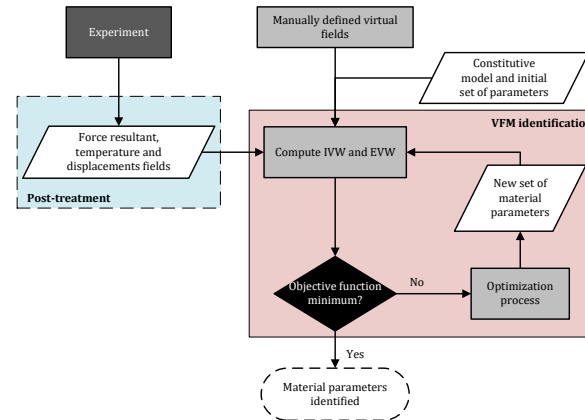 Experiment
Manually defined virtual
fields
Constitutive
model and initial
set of parameters
VFM identification
Force resultant,
temperature and
displacements fields
Post-treatment
Compute IVW and EVW
New set of
material
parameters
Objective function
minimum?
No
Optimization
process
Yes
Material parameters
identified